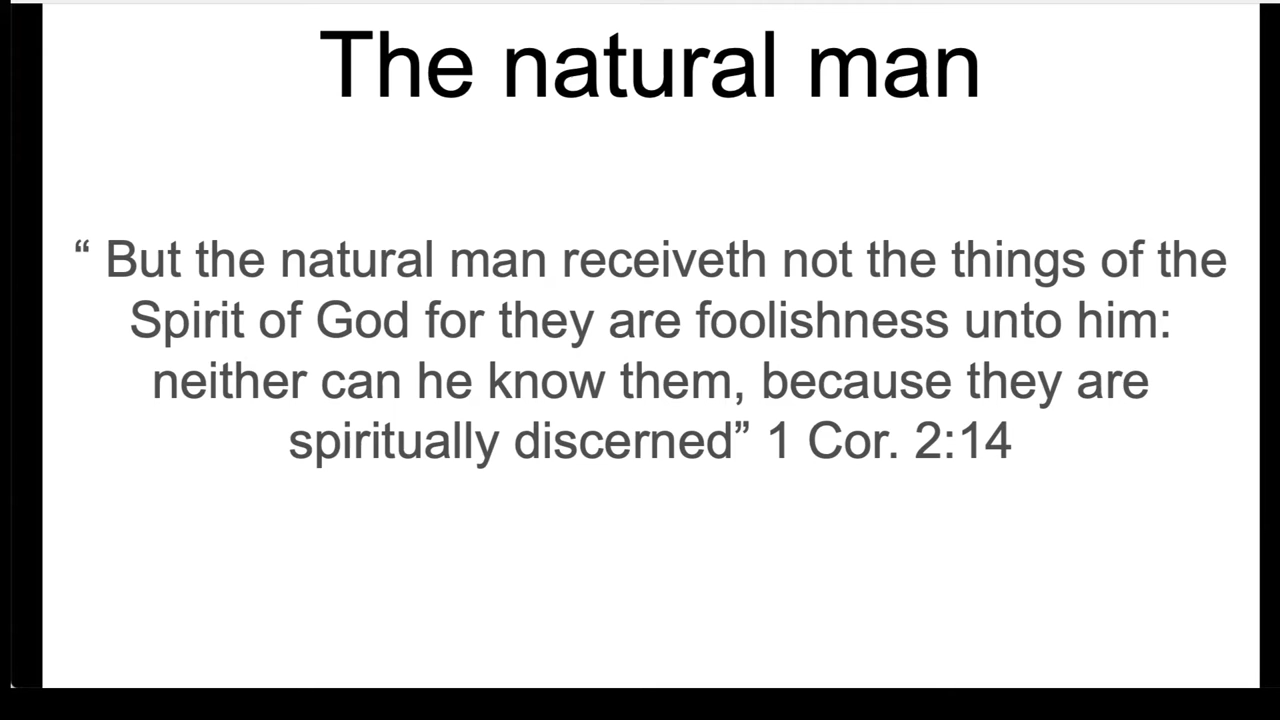 The natural man
“ But the natural man receiveth not the things of the
Spirit of God for they are foolishness unto him:
neither can he know them, because they are
spiritually discerned” 1 Cor. 2:14